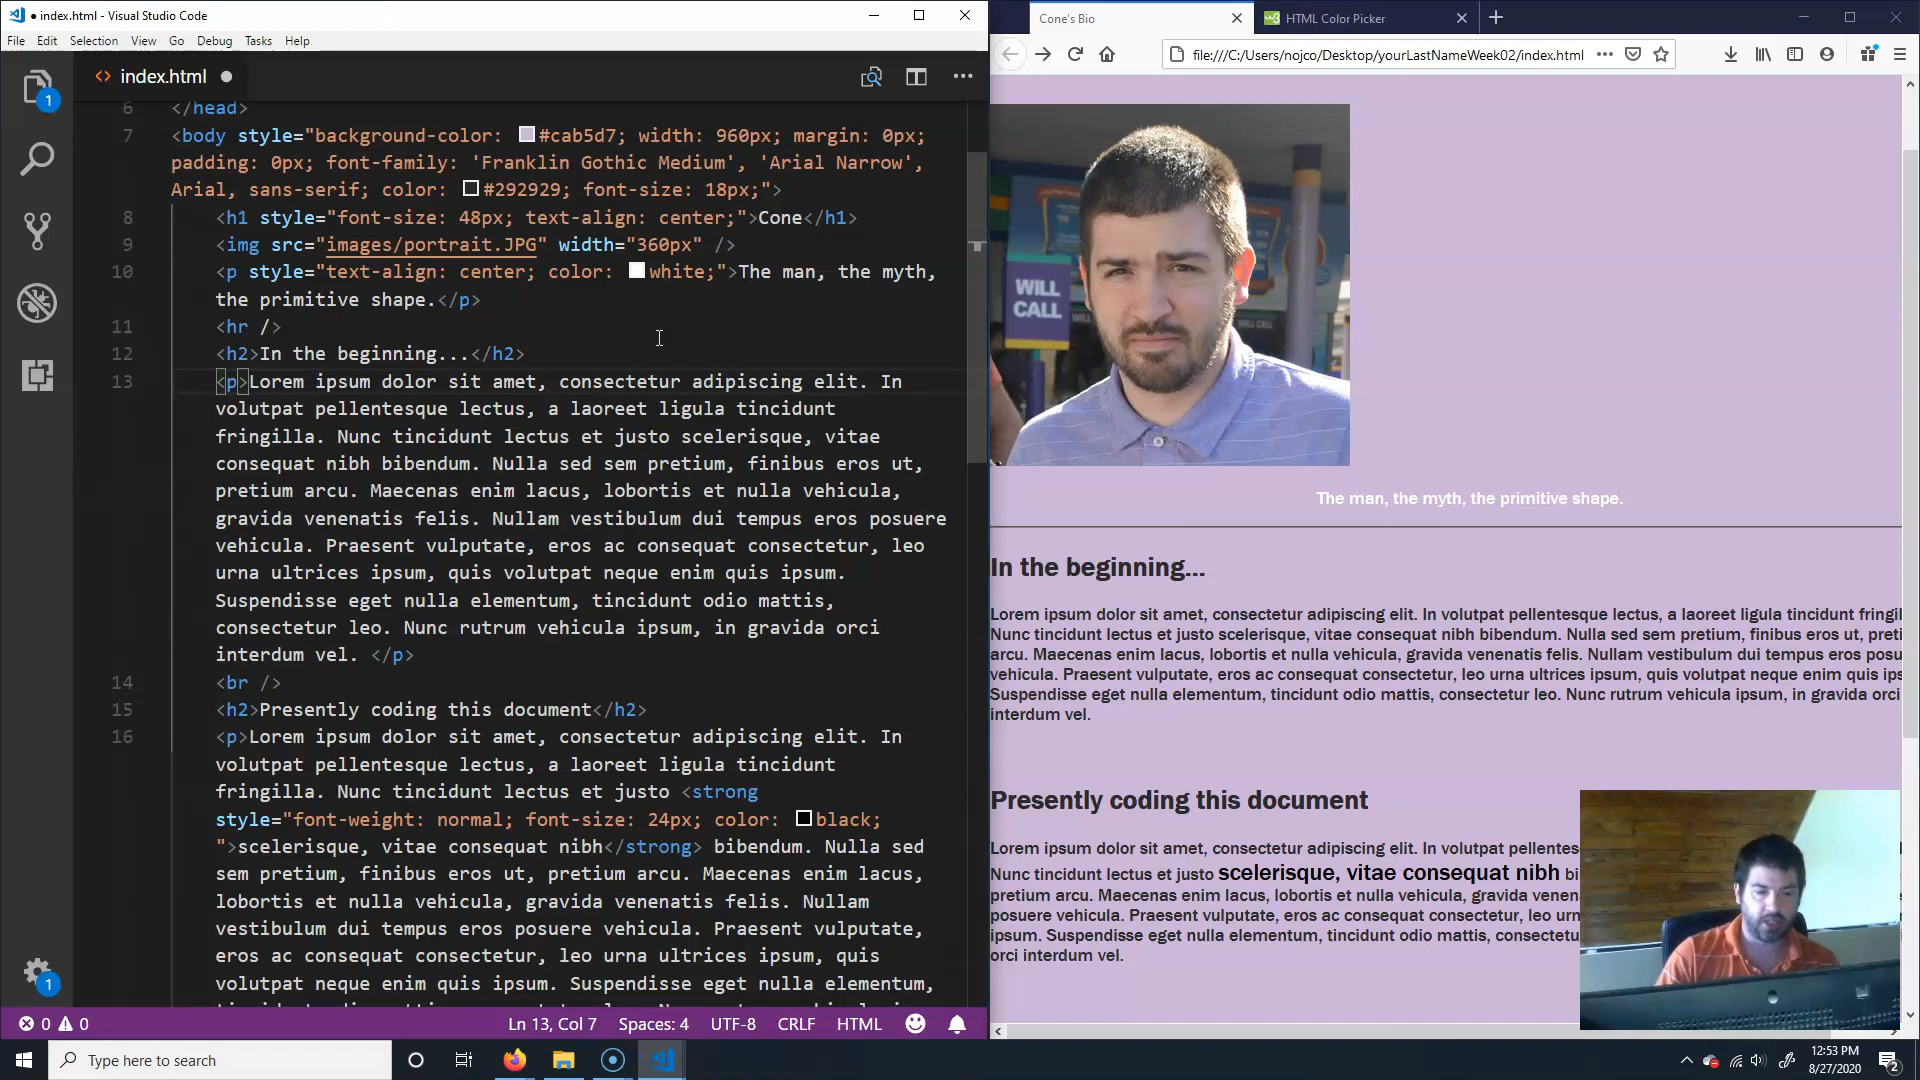 index.html - Visual Studio Code
File Edit Selection View Go Debug Tasks Help
index.html
6 </head>
7 <body style="background-color: #cab5d7; width: 960px; margin: 0px;
padding: 0px; font-family: 'Franklin Gothic Medium', 'Arial Narrow',
Arial, sans-serif; color: #292929; font-size: 18px;">
8 <h1 style="font-size: 48px; text-align: center;">Cone</h1>
9 <img src="images/portrait.JPG" width="360px" />
10 <p style="text-align: center; color: white;">The man, the myth,
the primitive shape.</p>
11 <hr />
12 <h2>In the beginning...</h2>
13 <p>Lorem ipsum dolor sit amet, consectetur adipiscing elit. In
volutpat pellentesque lectus, a laoreet ligula tincidunt
fringilla. Nunc tincidunt lectus et justo scelerisque, vitae
consequat nibh bibendum. Nulla sed sem pretium, finibus eros ut,
pretium arcu. Maecenas enim lacus, lobortis et nulla vehicula,
gravida venenatis felis. Nullam vestibulum dui tempus eros posuere
vehicula. Praesent vulputate, eros ac consequat consectetur, leo
urna ultrices ipsum, quis volutpat neque enim quis ipsum.
Suspendisse eget nulla elementum, tincidunt odio mattis,
consectetur leo. Nunc rutrum vehicula ipsum, in gravida orci
interdum vel. </p>
14 <br />
15 <h2>Presently coding this document</h2>
16 <p>Lorem ipsum dolor sit amet, consectetur adipiscing elit. In
volutpat pellentesque lectus, a laoreet ligula tincidunt
fringilla. Nunc tincidunt lectus et justo <strong
style="font-weight: normal; font-size: 24px; color: black;
">scelerisque, vitae consequat nibh</strong> bibendum. Nulla sed
sem pretium, finibus eros ut, pretium arcu. Maecenas enim lacus,
lobortis et nulla vehicula, gravida venenatis felis. Nullam
vestibulum dui tempus eros posuere vehicula. Praesent vulputate,
eros ac consequat consectetur, leo urna ultrices ipsum, quis
volutpat neque enim quis ipsum. Suspendisse eget nulla elementum,
1
1
0 0 Ln 13, Col 7 Spaces: 4 UTF-8 CRLF HTML
Cone's Bio HTML Color Picker
file:///C:/Users/nojco/Desktop/yourLastNameWeek02/index.html
WILL
CALL
The man, the myth, the primitive shape.
In the beginning...
Lorem ipsum dolor sit amet, consectetur adipiscing elit. In volutpat pellentesque lectus, a laoreet ligula tincidunt fringil
Nunc tincidunt lectus et justo scelerisque, vitae consequat nibh bibendum. Nulla sed sem pretium, finibus eros ut, preti
arcu. Maecenas enim lacus, lobortis et nulla vehicula, gravida venenatis felis. Nullam vestibulum dui tempus eros posu
vehicula. Praesent vulputate, eros ac consequat consectetur, leo urna ultrices ipsum, quis volutpat neque enim quis ips
Suspendisse eget nulla elementum, tincidunt odio mattis, consectetur leo. Nunc rutrum vehicula ipsum, in gravida orci
interdum vel.
Presently coding this document
Lorem ipsum dolor sit amet, consectetur adipiscing elit. In volutpat pellentes
Nunc tincidunt lectus et justo scelerisque, vitae consequat nibh bi
pretium arcu. Maecenas enim lacus, lobortis et nulla vehicula, gravida venen
posuere vehicula. Praesent vulputate, eros ac consequat consectetur, leo urn
ipsum. Suspendisse eget nulla elementum, tincidunt odio mattis, consectetu
orci interdum vel.
Type here to search
12:53 PM
8/27/2020
2